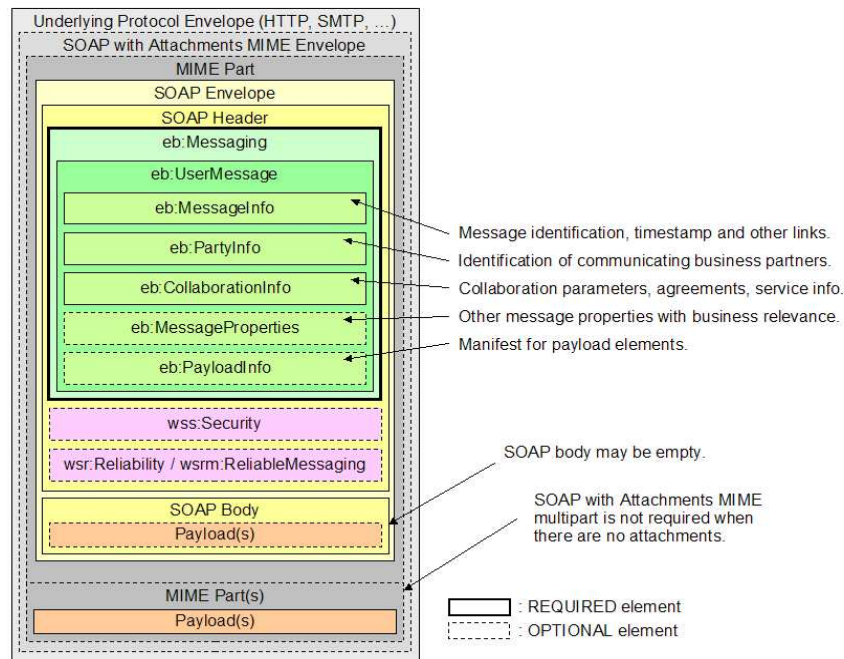 Underlying Protocol Envelope (HTTP, SMTP, …)
SOAP with Attachments MIME Envelope
MIME Part
SOAP Envelope
SOAP Header
eb:Messaging
eb:UserMessage
eb:MessageInfo
eb:PartyInfo
eb:CollaborationInfo
eb:MessageProperties
eb:PayloadInfo
wss:Security
wsr:Reliability / wsrm:ReliableMessaging
SOAP Body
Payload(s)
MIME Part(s)
Payload(s)
Message identification, timestamp and other links.
Identification of communicating business partners.
Collaboration parameters, agreements, service info.
Other message properties with business relevance.
Manifest for payload elements.
SOAP body may be empty.
SOAP with Attachments MIME
multipart is not required when
there are no attachments.
: REQUIRED element
: OPTIONAL element